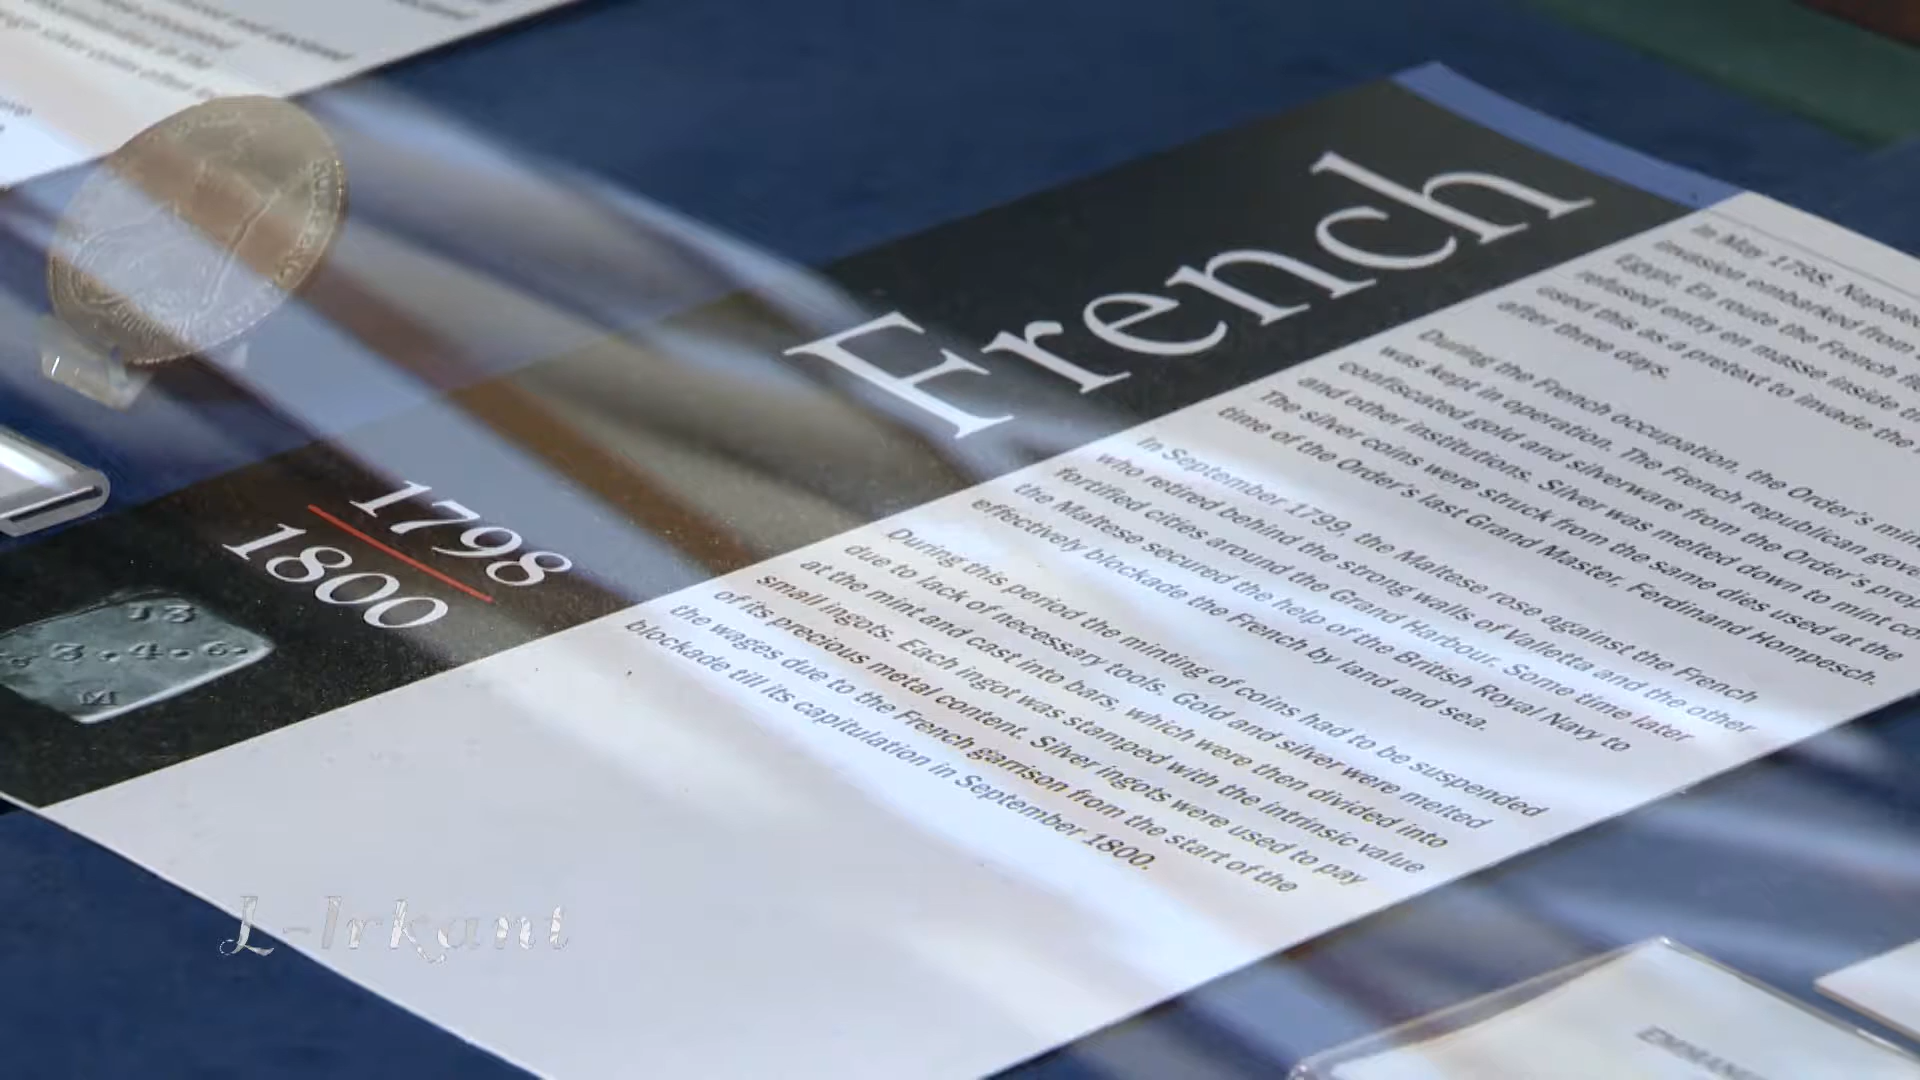 French
1798
1800
In May 1798, Napoleo
invasion embarked from
Egypt. En route the French fl
refused entry en masse inside th
used this as a pretext to invade the
after three days.
During the French occupation, the Order's mint
was kept in operation. The French republican gove
confiscated gold and silverware from the Order's prop
and other institutions. Silver was melted down to mint co
The silver coins were struck from the same dies used at the
time of the Order's last Grand Master, Ferdinand Hompesch.
In September 1799, the Maltese rose against the French
who retired behind the strong walls of Valletta and the other
fortified cities around the Grand Harbour. Some time later
the Maltese secured the help of the British Royal Navy to
effectively blockade the French by land and sea.
During this period the minting of coins had to be suspended
due to lack of necessary tools. Gold and silver were melted
at the mint and cast into bars, which were then divided into
small ingots. Each ingot was stamped with the intrinsic value
of its precious metal content. Silver ingots were used to pay
the wages due to the French garrison from the start of the
blockade till its capitulation in September 1800.
L-Irkant
EMMAN